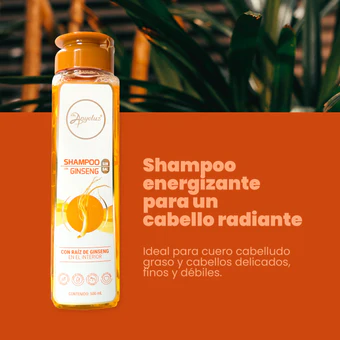 Anyeluz
SHAMPOO
GINSENG
CON RAÍZ DE GINSENG
EN EL INTERIOR
Shampoo
energizante
para un
cabello radiante
Ideal para cuero cabelludo
graso y cabellos delicados,
finos y débiles.